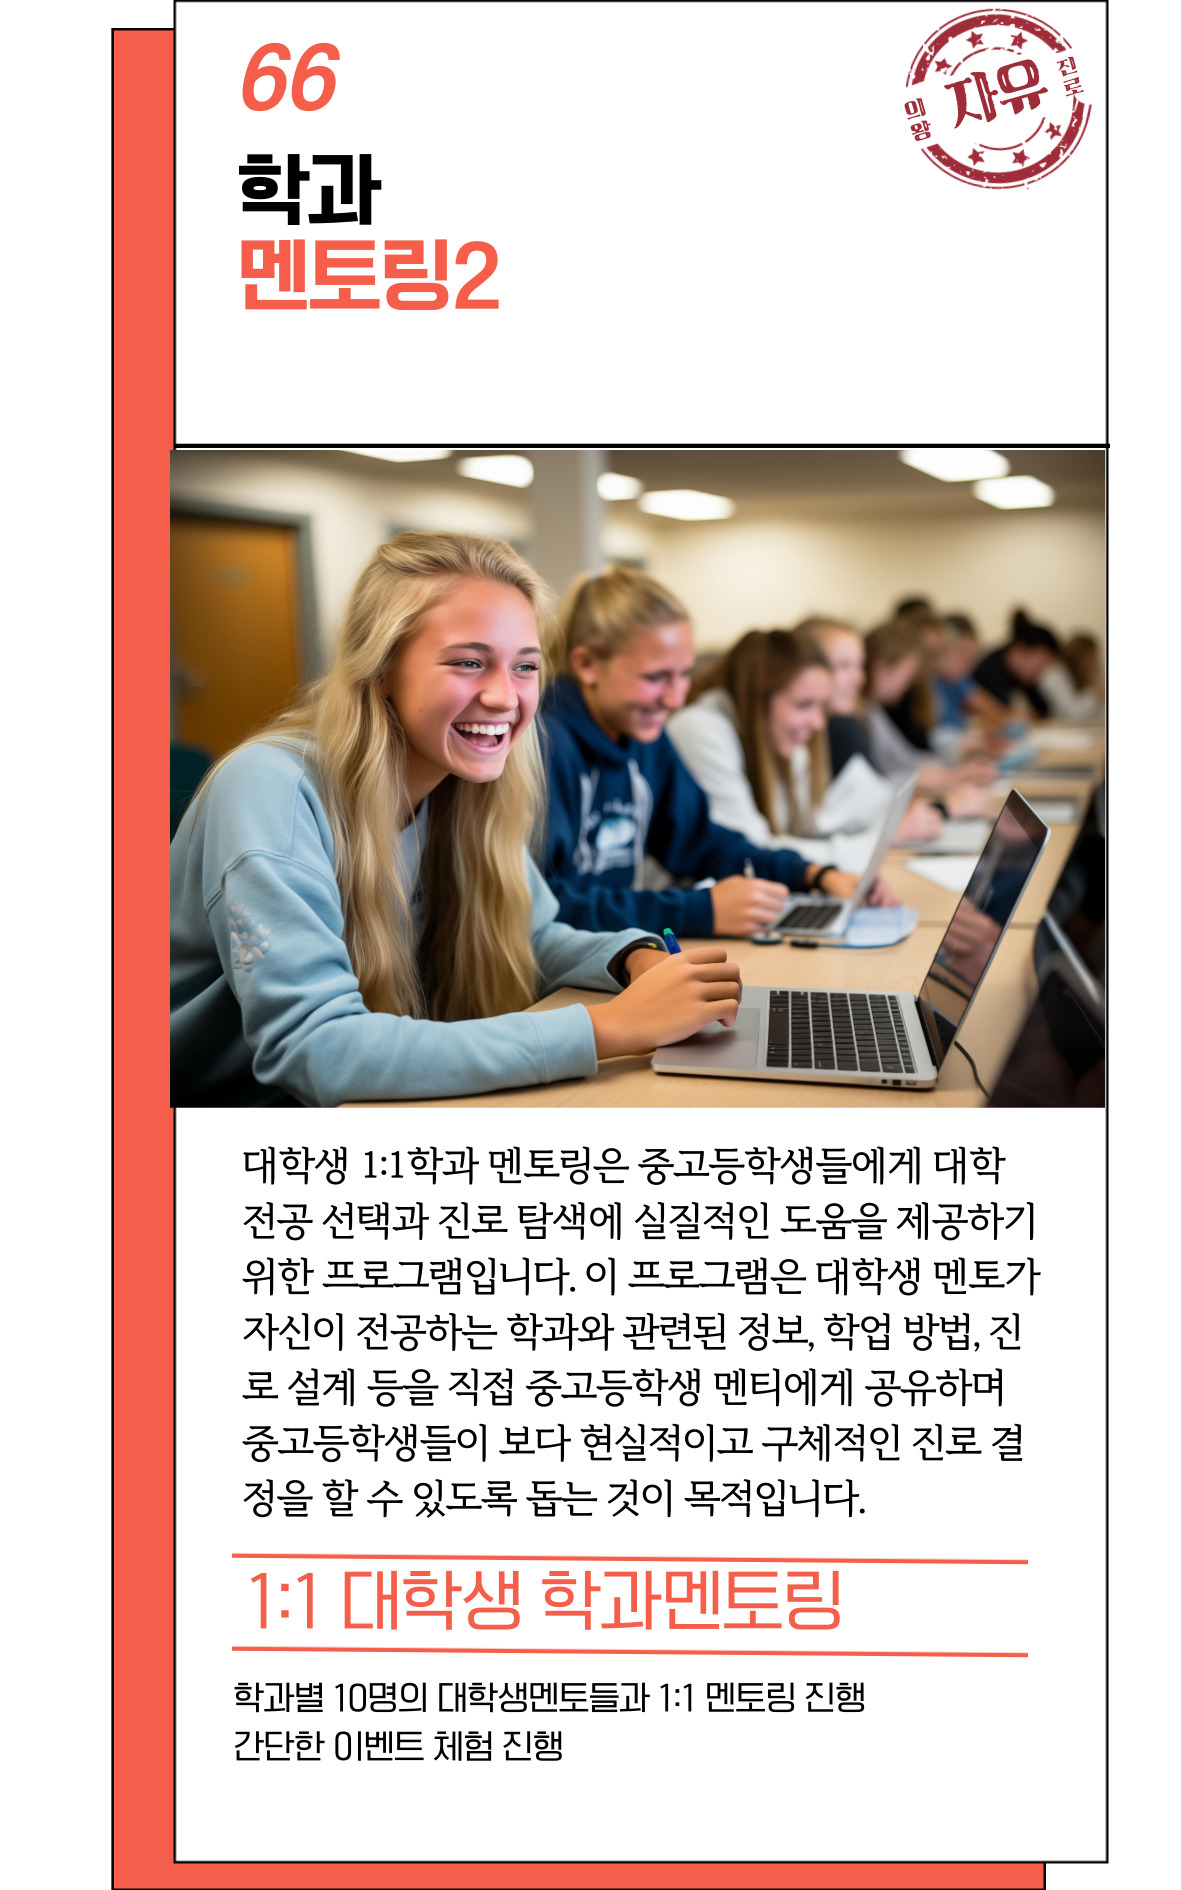 66
학과
멘토링2
자유
진로
의왕
대학생 1:1학과 멘토링은 중고등학생들에게 대학
전공 선택과 진로 탐색에 실질적인 도움을 제공하기
위한 프로그램입니다. 이 프로그램은 대학생 멘토가
자신이 전공하는 학과와 관련된 정보, 학업 방법, 진
로 설계 등을 직접 중고등학생 멘티에게 공유하며
중고등학생들이 보다 현실적이고 구체적인 진로 결
정을 할 수 있도록 돕는 것이 목적입니다.
1:1 대학생 학과멘토링
학과별 10명의 대학생멘토들과 1:1 멘토링 진행
간단한 이벤트 체험 진행